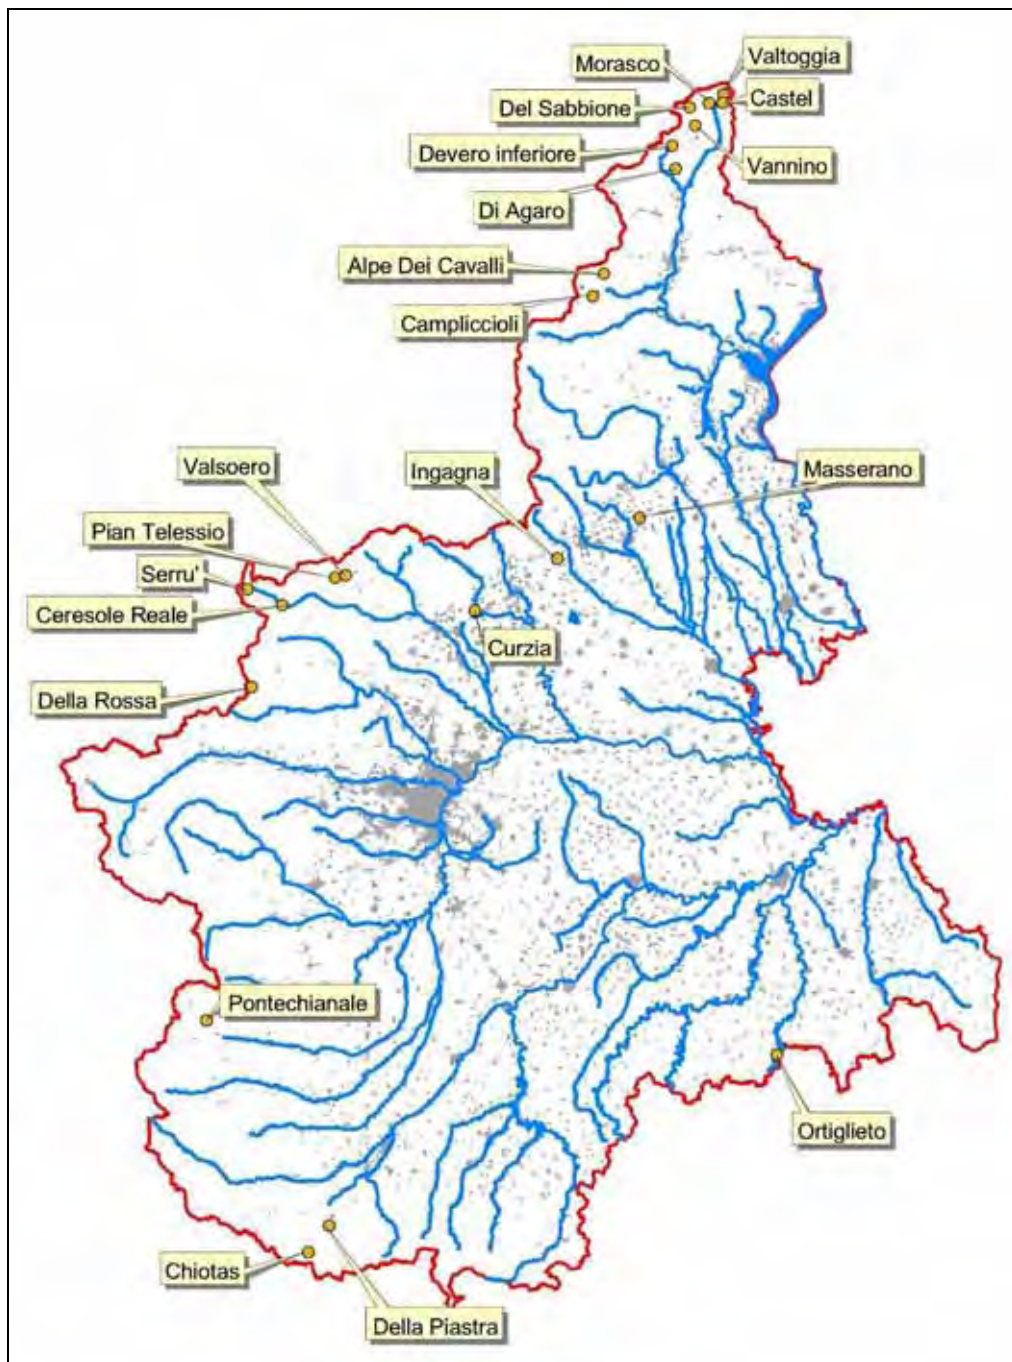 Valtoggia
Morasco
Castel
Del Sabbione
Devero inferiore
Vannino
Di Agaro
Alpe Dei Cavalli
Campliccioli
Valsoero
Ingagna
Masserano
Pian Telessio
Serru'
Ceresole Reale
Curzia
Della Rossa
Pontechianale
Ortiglieto
Chiotas
Della Piastra